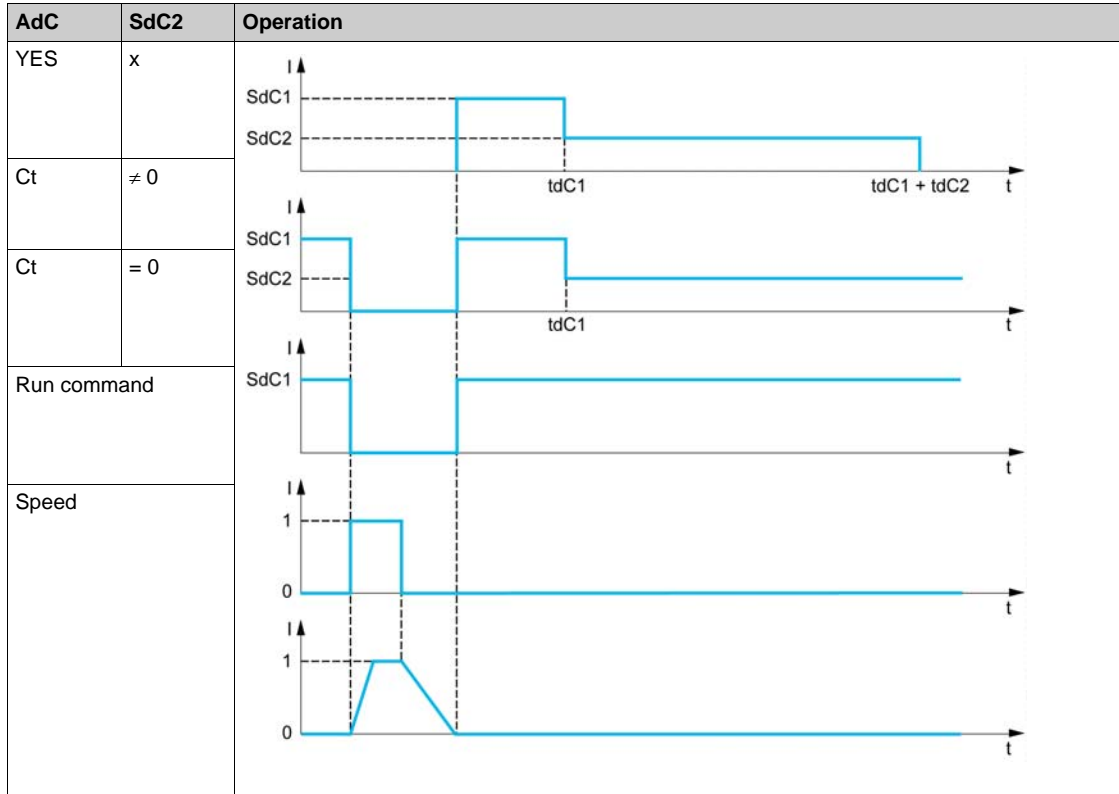 AdC SdC2 Operation
YES x
I
SdC1
SdC2
tdC1 tdC1 + tdC2 t
Ct ≠ 0
I
SdC1
SdC2
tdC1 t
Ct = 0
I
SdC1
t
Run command
I
1
0
t
Speed
I
1
0
t